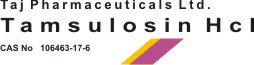 Taj Pharmaceuticals Ltd.
Tamsulosin Hcl
CAS No 106463-17-6